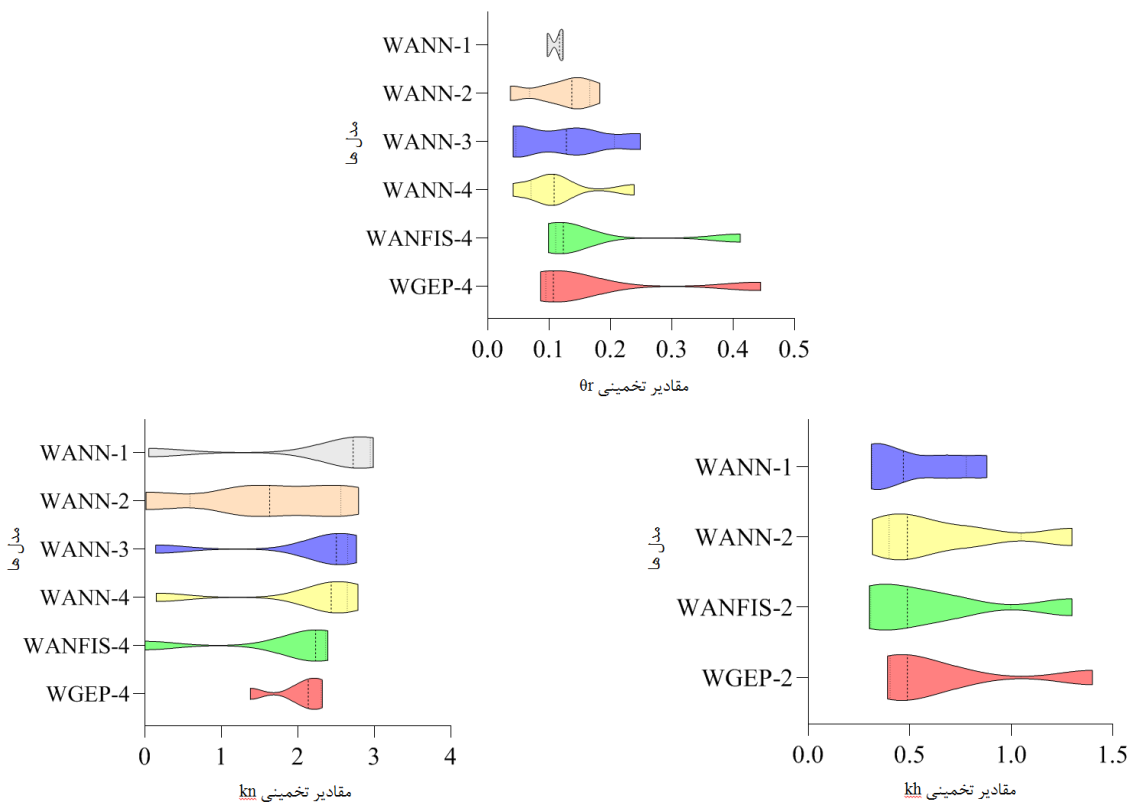 WANN-1
WANN-2
WANN-3
WANN-4
WANFIS-4
WGEP-4
مدل ها
0.0 0.1 0.2 0.3 0.4 0.5
مقادیر تخمینی θr
WANN-1
WANN-2
WANN-3
WANN-4
WANFIS-4
WGEP-4
مدل ها
0 1 2 3 4
مقادیر تخمینی kn
WANN-1
WANN-2
WANFIS-2
WGEP-2
مدل ها
0.0 0.5 1.0 1.5
مقادیر تخمینی kh